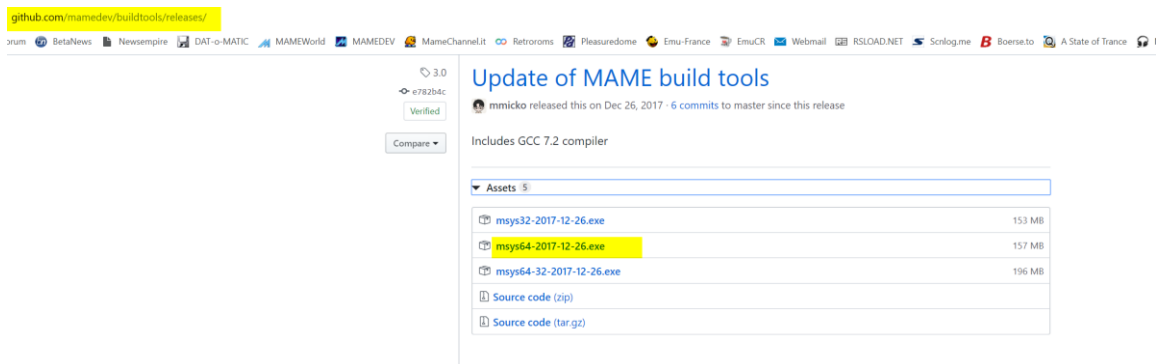 github.com/mamedev/buildtools/releases/
orum BetaNews Newsempire DAT-o-MATIC MAMEWorld MAMEDEV MameChannel.it Retroroms Pleasuredome Emu-France EmuCR Webmail RSLOAD.NET Scnlog.me Boerse.to A State of Trance
3.0
e782b4c
Verified
Compare
Update of MAME build tools
mmicko released this on Dec 26, 2017 · 6 commits to master since this release
Includes GCC 7.2 compiler
Assets 5
msys32-2017-12-26.exe 153 MB
msys64-2017-12-26.exe 157 MB
msys64-32-2017-12-26.exe 196 MB
Source code (zip)
Source code (tar.gz)